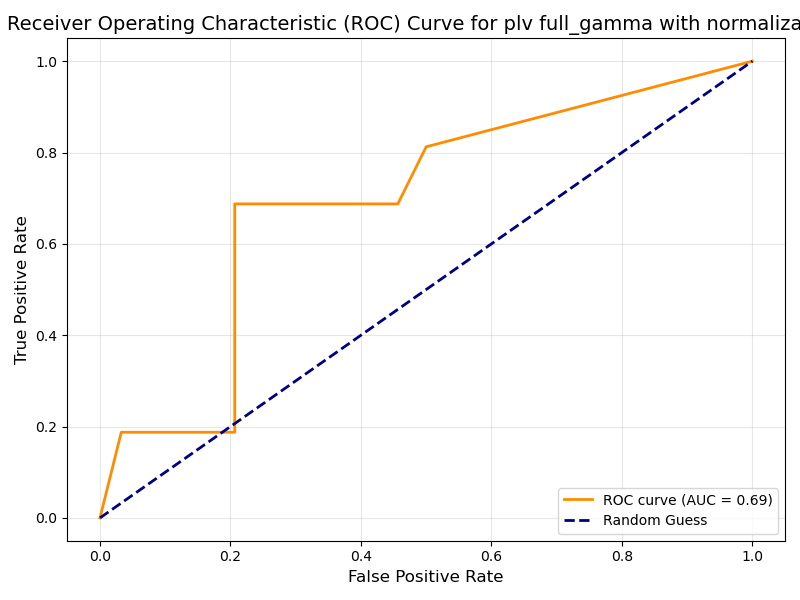 Receiver Operating Characteristic (ROC) Curve for plv full_gamma with normaliza
1.0
0.8
0.6
0.4
0.2
0.0
True Positive Rate
0.0 0.2 0.4 0.6 0.8 1.0
False Positive Rate
ROC curve (AUC = 0.69)
Random Guess